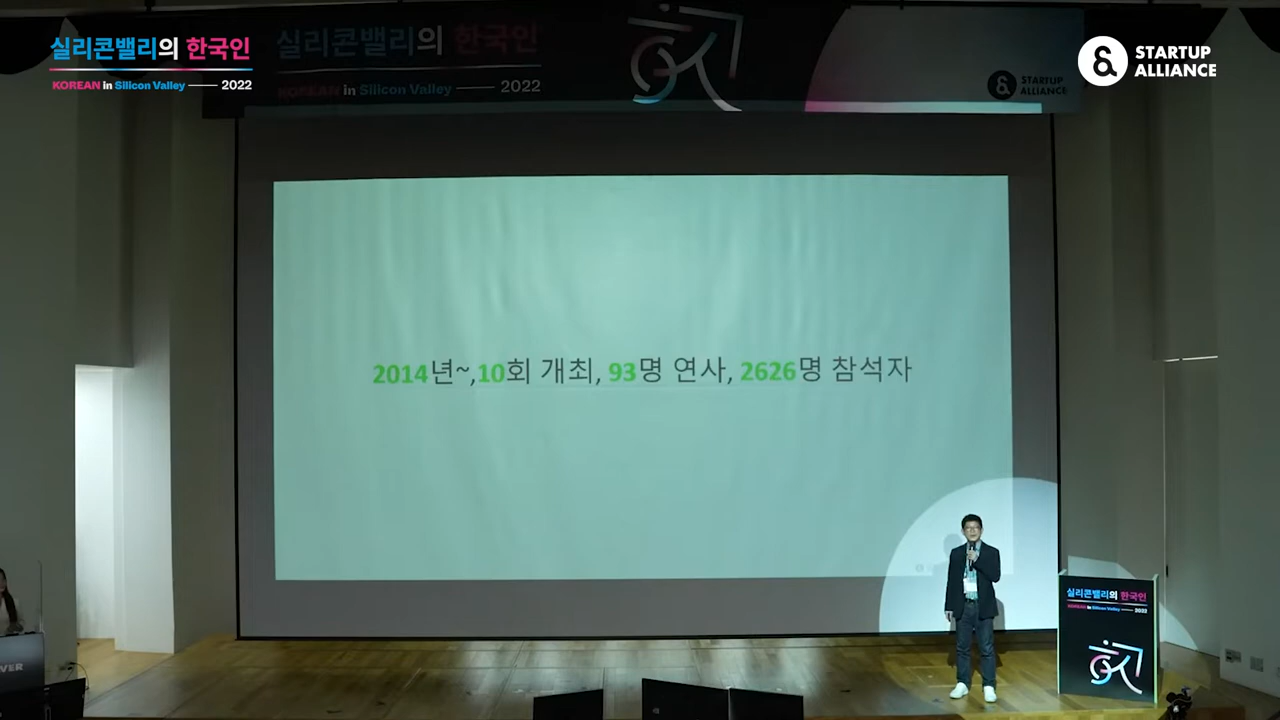 실리콘밸리의 한국인
KOREAN in Silicon Valley 2022
STARTUP
ALLIANCE
실리콘밸리의 한국인
KOREAN in Silicon Valley 2022
STARTUP
ALLIANCE
2014년~,10회 개최, 93명 연사, 2626명 참석자
실리콘밸리의 한국인
KOREAN in Silicon Valley 2022
VER